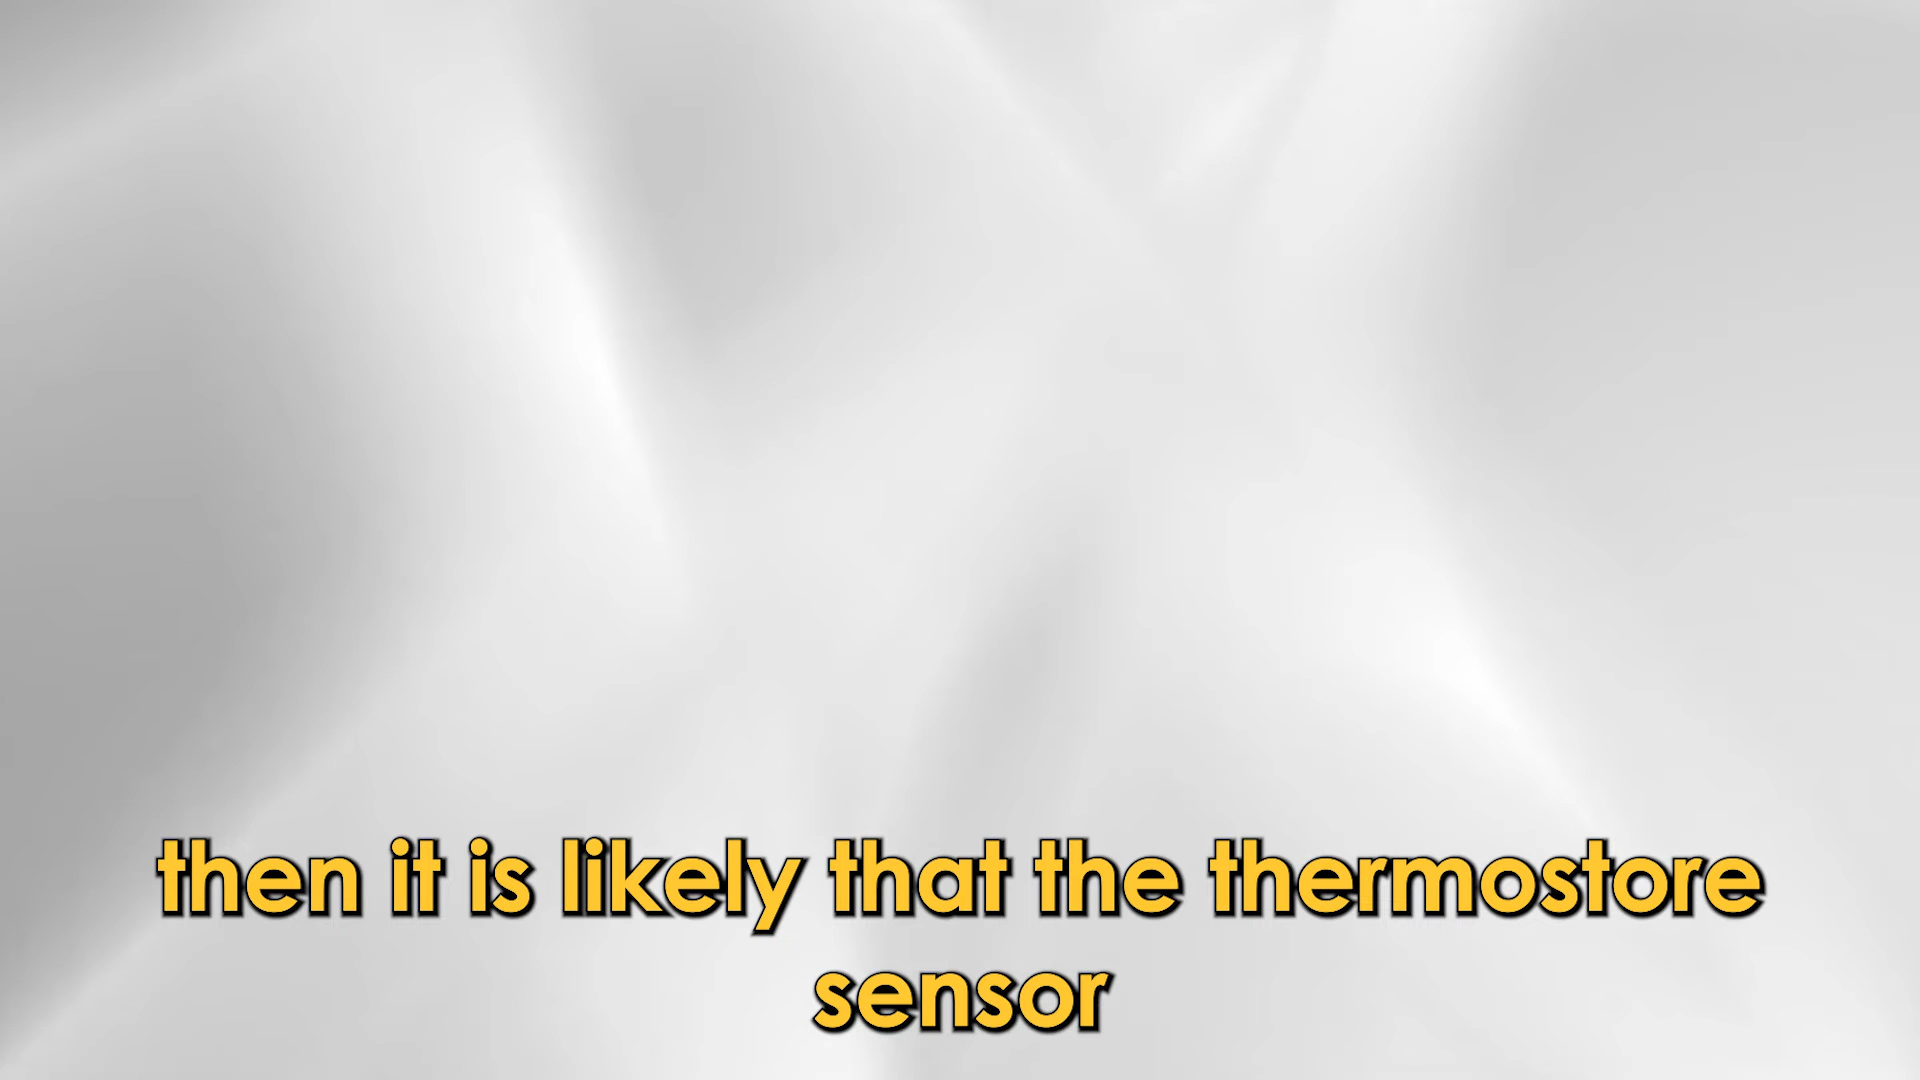 then it is likely that the thermostore
sensor